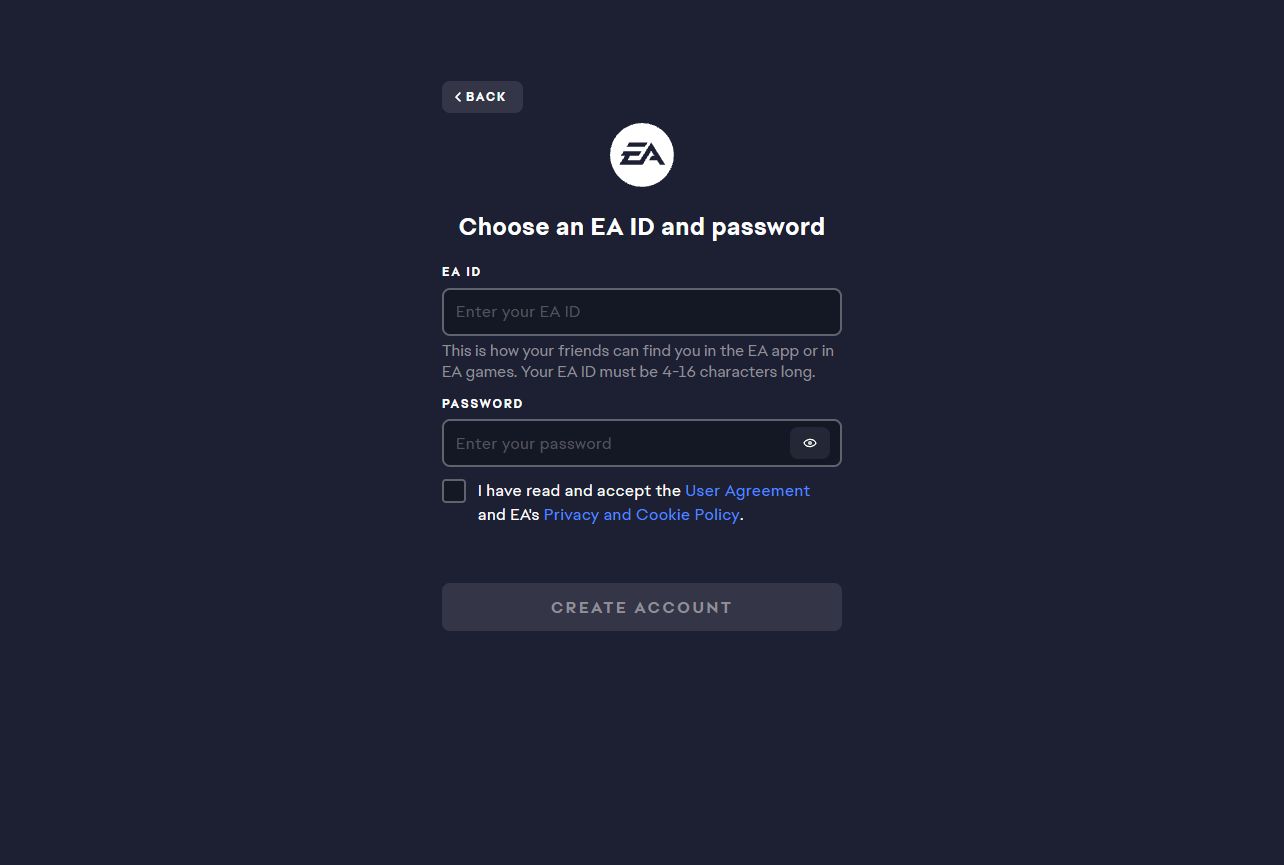 BACK
EA
Choose an EA ID and password
EA ID
Enter your EA ID
This is how your friends can find you in the EA app or in
EA games. Your EA ID must be 4-16 characters long.
PASSWORD
Enter your password
I have read and accept the User Agreement
and EA's Privacy and Cookie Policy.
CREATE ACCOUNT